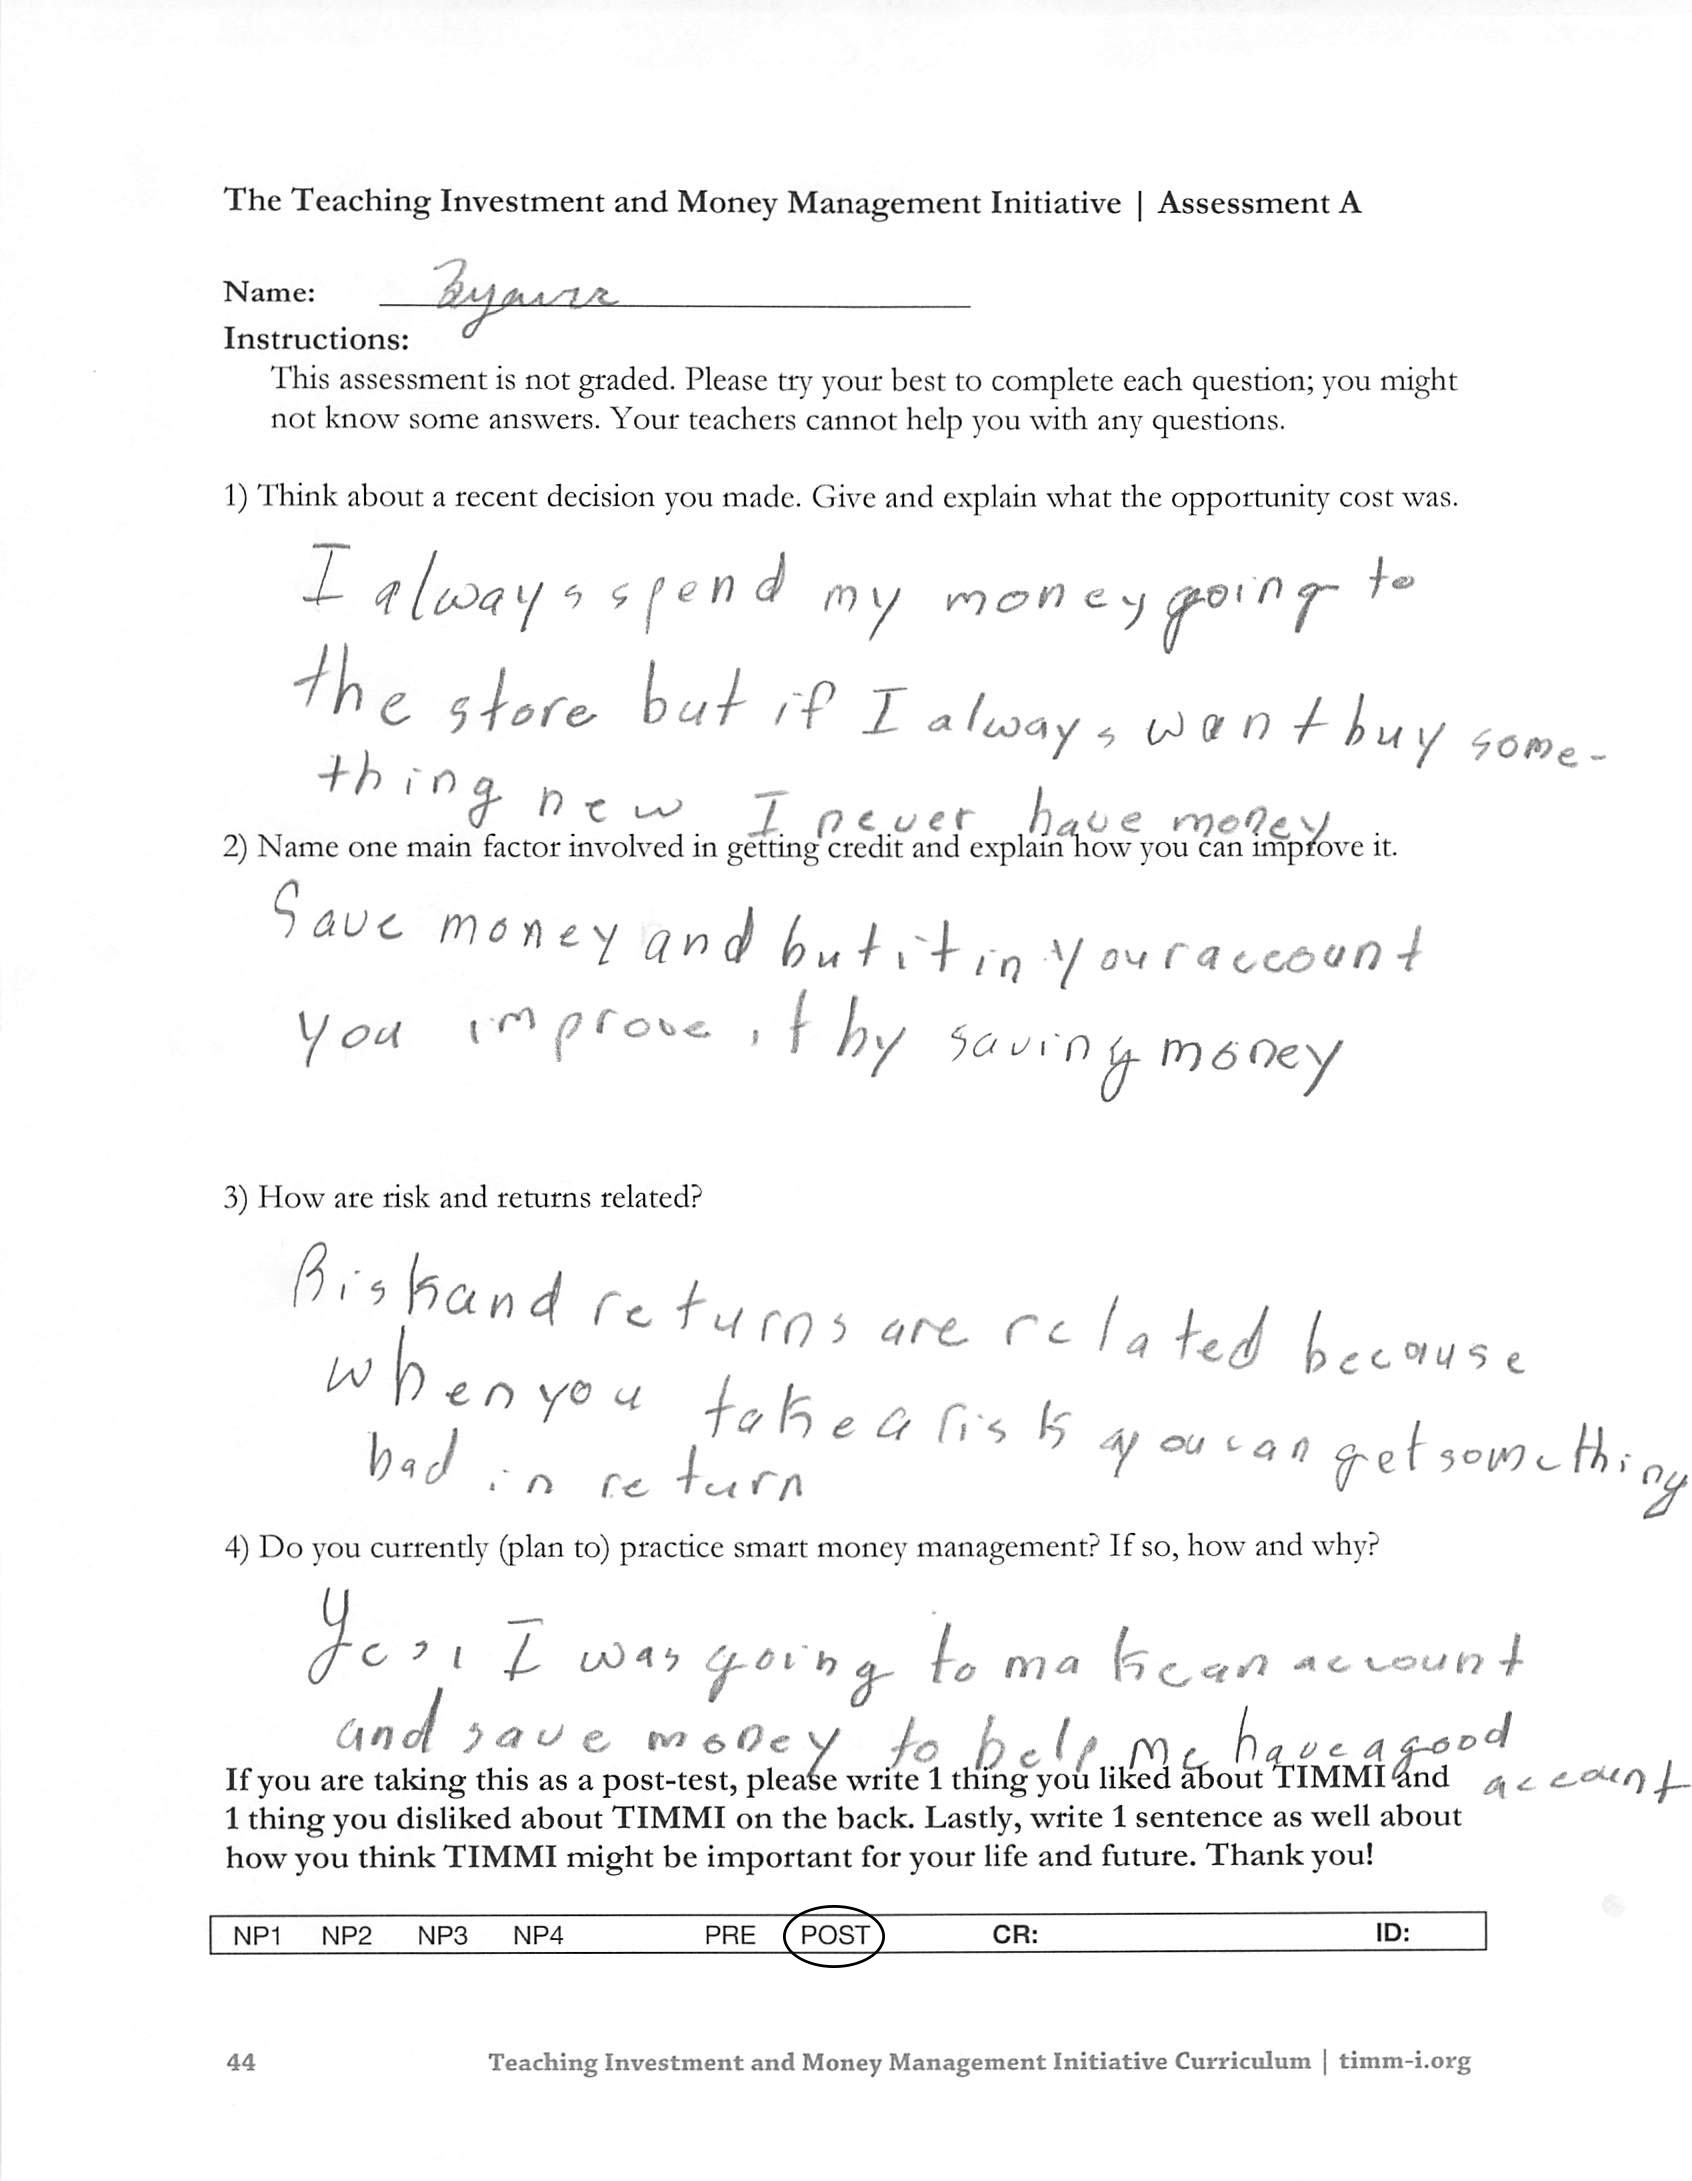 The Teaching Investment and Money Management Initiative | Assessment A
Name:
Instructions:
This assessment is not graded. Please try your best to complete each question; you might
not know some answers. Your teachers cannot help you with any questions.
1) Think about a recent decision you made. Give and explain what the opportunity cost was.
I always spend my money going to
the store but if I always want buy some-
thing new I never have money
2) Name one main factor involved in getting credit and explain how you can improve it.
Save money and but it in your account
you improve it by saving money
3) How are risk and returns related?
Risk and returns are related because
when you take a risk you can get something
bad in return
4) Do you currently (plan to) practice smart money management? If so, how and why?
Yes, I was going to make an account
and save money to help me have a good
account
If you are taking this as a post-test, please write 1 thing you liked about TIMMI and
1 thing you disliked about TIMMI on the back. Lastly, write 1 sentence as well about
how you think TIMMI might be important for your life and future. Thank you!
NP1 NP2 NP3 NP4 PRE POST CR: ID:
44 Teaching Investment and Money Management Initiative Curriculum | timm-i.org